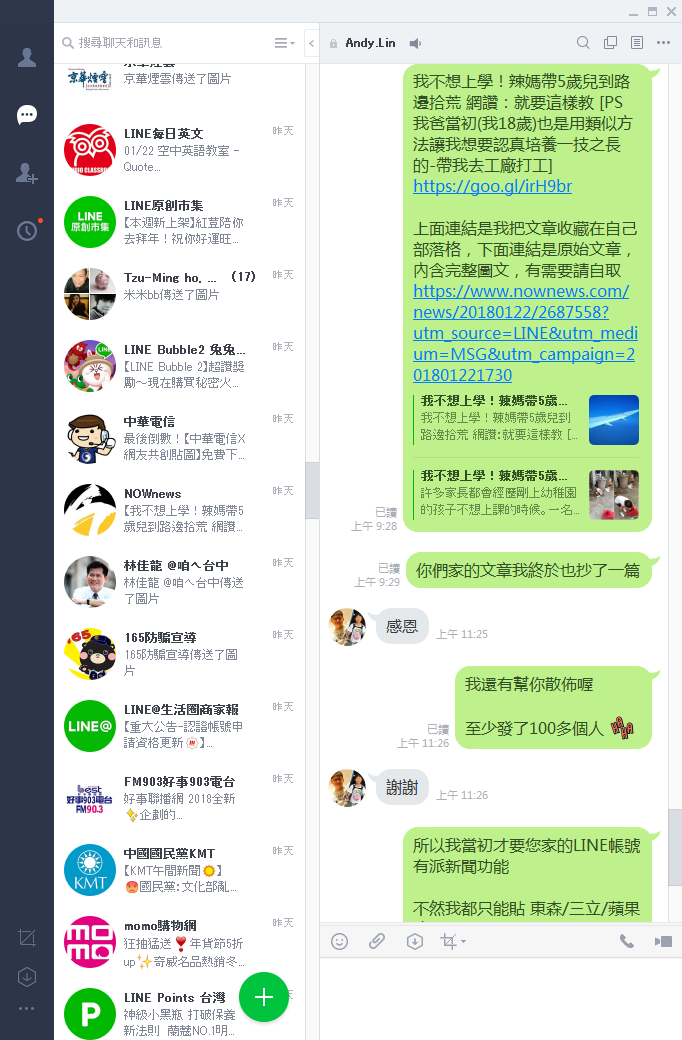 搜尋聊天和訊息
京華煙雲
京華煙雲傳送了圖片
LINE每日英文
昨天
01/22 空中英語教室 -
Quote...
LINE原創市集
昨天
【本週新上架】紅荳陪你
去拜年！祝你好運旺...
Tzu-Ming ho, ... (17)
昨天
米米bb傳送了圖片
LINE Bubble2 兔兔...
昨天
【LINE Bubble 2】超讚獎
勵～現在購買秘密火...
中華電信
昨天
最後倒數！【中華電信X
網友共創貼圖】免費下...
NOWnews
昨天
【我不想上學！辣媽帶5
歲兒到路邊拾荒 網讚...
林佳龍 @咱ㄟ台中
昨天
林佳龍 @咱ㄟ台中傳送
了圖片
165防騙宣導
昨天
165防騙宣導傳送了圖
片
LINE@生活圈商家報
昨天
【重大公告-認證帳號申
請資格更新】...
FM903好事903電台
昨天
好事聯播網 2018全新
✨企劃的...
中國國民黨KMT
昨天
【KMT午間新聞🌞】
😡國民黨：文化部亂...
momo購物網
昨天
狂抽猛送❣年貨節5折
up✨奇威名品熱銷冬...
LINE Points 台灣
天
神級小黑瓶 打破保養
新法則 蘭蔻NO.1明...
LINE
原創市集
165
LINE@
best
好事903電台
FM90.3
KMT
momo
P
Andy.Lin
我不想上學！辣媽帶5歲兒到路
邊拾荒 網讚：就要這樣教 [PS
我爸當初(我18歲)也是用類似方
法讓我想要認真培養一技之長
的-帶我去工廠打工]
https://goo.gl/irH9br
上面連結是我把文章收藏在自己
部落格，下面連結是原始文章，
內含完整圖文，有需要請自取
https://www.nownews.com/
news/20180122/2687558?
utm_source=LINE&utm_medi
um=MSG&utm_campaign=2
01801221730
我不想上學！辣媽帶5歲...
我不想上學！辣媽帶5歲兒到
路邊拾荒 網讚：就要這樣教 [...
我不想上學！辣媽帶5歲...
許多家長都會經歷剛上幼稚園
的孩子不想上課的時候。一名...
已讀
上午 9:28
你們家的文章我終於也抄了一篇
已讀
上午 9:29
感恩
上午 11:25
我還有幫你散佈喔
至少發了100多個人
已讀
上午 11:26
謝謝
上午 11:26
所以我當初才要您家的LINE帳號
有派新聞功能
不然我都只能貼 東森/三立/蘋果